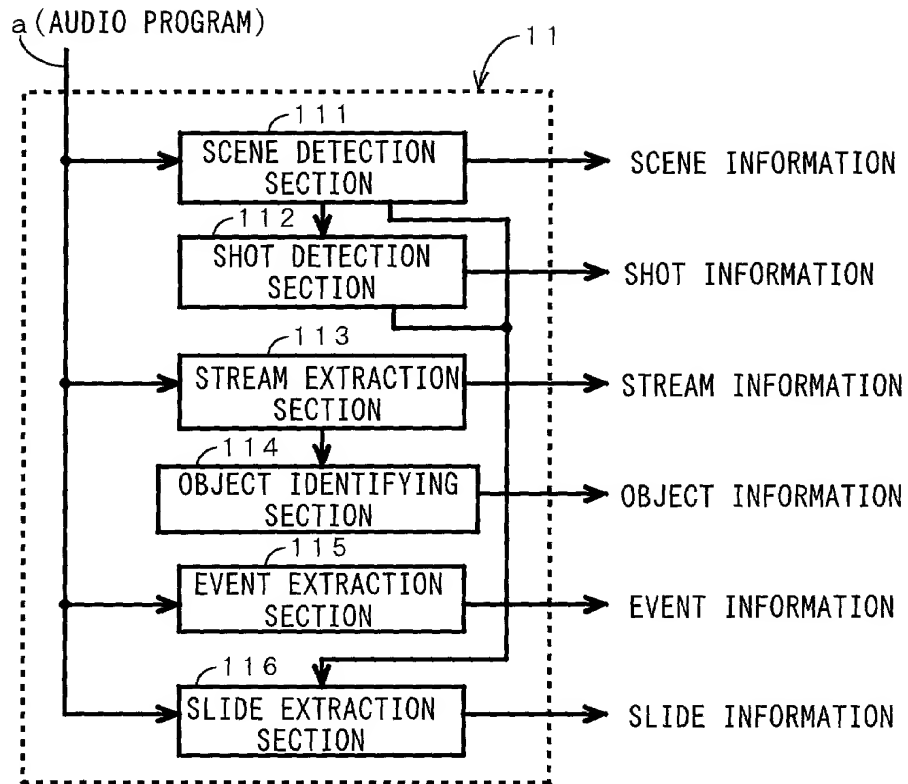 a(AUDIO PROGRAM)
11
111
SCENE DETECTION
SECTION
SCENE INFORMATION
112
SHOT DETECTION
SECTION
SHOT INFORMATION
113
STREAM EXTRACTION
SECTION
STREAM INFORMATION
114
OBJECT IDENTIFYING
SECTION
OBJECT INFORMATION
115
EVENT EXTRACTION
SECTION
EVENT INFORMATION
116
SLIDE EXTRACTION
SECTION
SLIDE INFORMATION